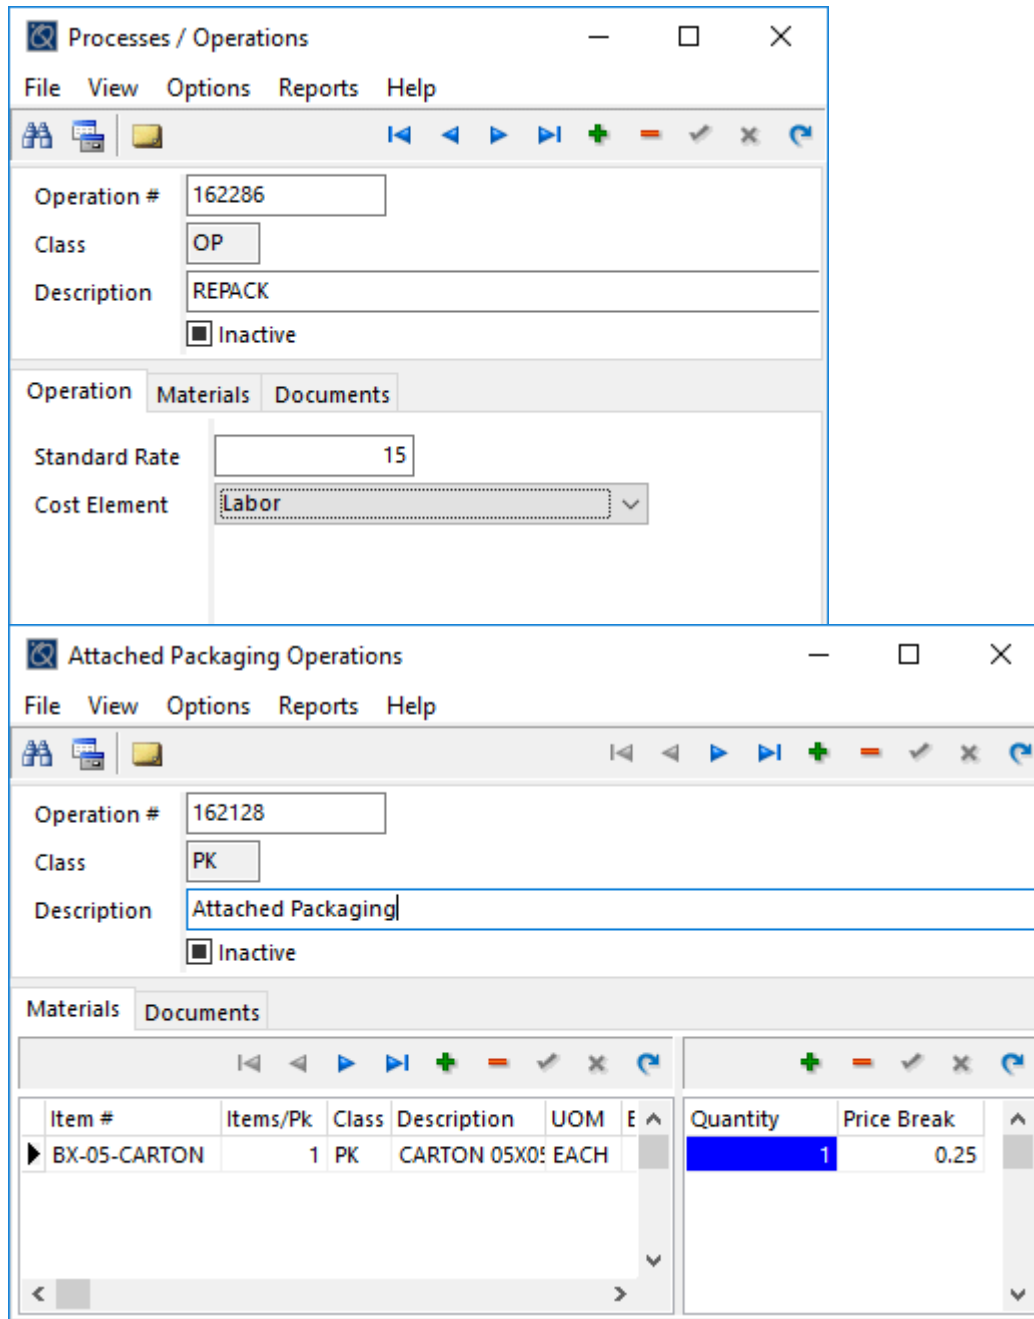 Processes / Operations
File View Options Reports Help
Operation # 162286
Class OP
Description REPACK
Inactive
Operation Materials Documents
Standard Rate 15
Cost Element Labor
Attached Packaging Operations
File View Options Reports Help
Operation # 162128
Class PK
Description Attached Packaging
Inactive
Materials Documents
Item # Items/Pk Class Description UOM E Quantity Price Break
BX-05-CARTON 1 PK CARTON 05X05 EACH 1 0.25